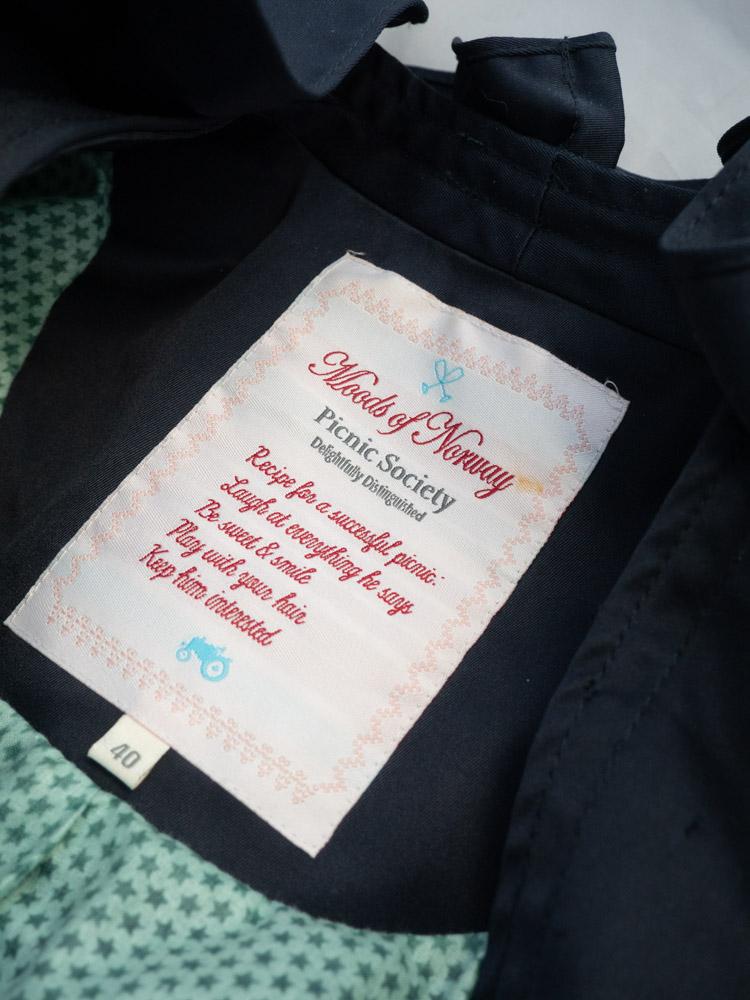 Moods of Norway
Picnic Society
Delightfully Distinguished
Recipe for a successful picnic:
Laugh at everything he says
Be sweet & smile
Play with your hair
Keep him interested
40